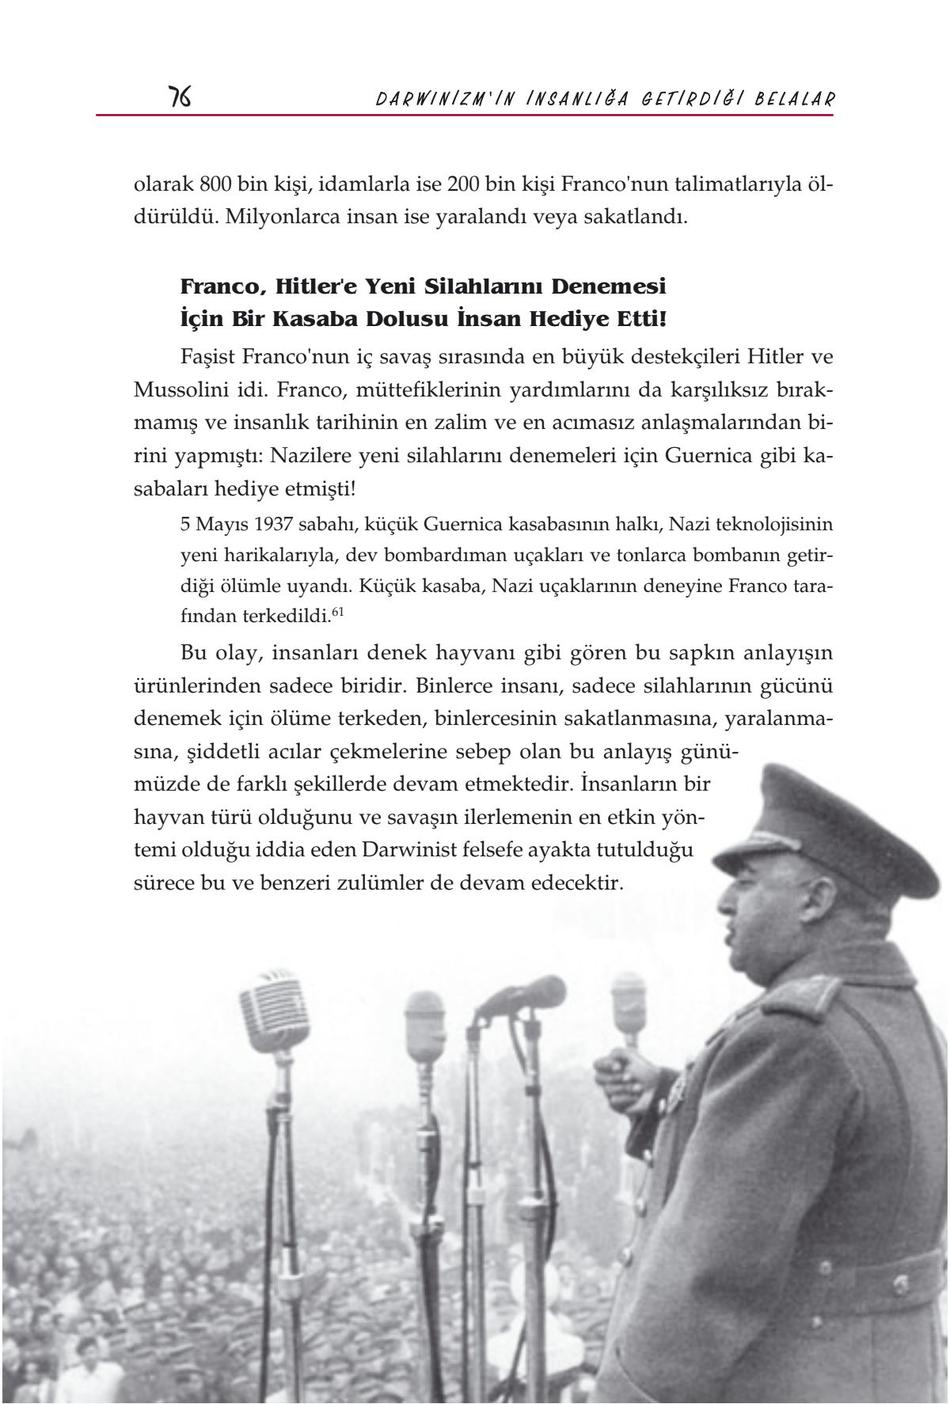 76
DARWINİZM'İN İNSANLIĞA GETİRDİĞİ BELALAR
olarak 800 bin kişi, idamlarla ise 200 bin kişi Franco'nun talimatlarıyla öl-
dürüldü. Milyonlarca insan ise yaralandı veya sakatlandı.
Franco, Hitler'e Yeni Silahlarını Denemesi
İçin Bir Kasaba Dolusu İnsan Hediye Etti!
Faşist Franco'nun iç savaş sırasında en büyük destekçileri Hitler ve
Mussolini idi. Franco, müttefiklerinin yardımlarını da karşılıksız bırak-
mamış ve insanlık tarihinin en zalim ve en acımasız anlaşmalarından bi-
rini yapmıştı: Nazilere yeni silahlarını denemeleri için Guernica gibi ka-
sabaları hediye etmişti!
5 Mayıs 1937 sabahı, küçük Guernica kasabasının halkı, Nazi teknolojisinin
yeni harikalarıyla, dev bombardıman uçakları ve tonlarca bombanın getir-
diği ölümle uyandı. Küçük kasaba, Nazi uçaklarının deneyine Franco tara-
fından terkedildi.61
Bu olay, insanları denek hayvanı gibi gören bu sapkın anlayışın
ürünlerinden sadece biridir. Binlerce insanı, sadece silahlarının gücünü
denemek için ölüme terkeden, binlercesinin sakatlanmasına, yaralanma-
sına, şiddetli acılar çekmelerine sebep olan bu anlayış günü-
müzde de farklı şekillerde devam etmektedir. İnsanların bir
hayvan türü olduğunu ve savaşın ilerlemenin en etkin yön-
temi olduğu iddia eden Darwinist felsefe ayakta tutulduğu
sürece bu ve benzeri zulümler de devam edecektir.